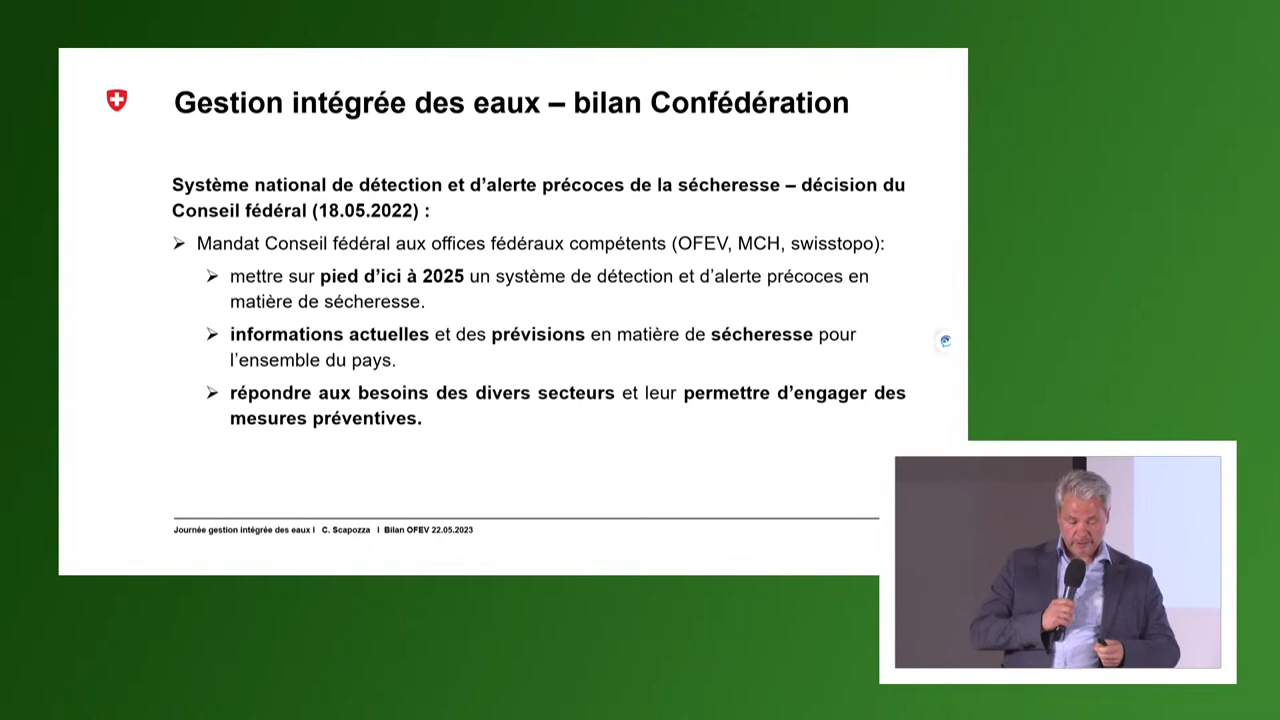 Gestion intégrée des eaux – bilan Confédération
Système national de détection et d’alerte précoces de la sécheresse – décision du
Conseil fédéral (18.05.2022) :
➢ Mandat Conseil fédéral aux offices fédéraux compétents (OFEV, MCH, swisstopo):
➢ mettre sur pied d’ici à 2025 un système de détection et d’alerte précoces en
matière de sécheresse.
➢ informations actuelles et des prévisions en matière de sécheresse pour
l’ensemble du pays.
➢ répondre aux besoins des divers secteurs et leur permettre d’engager des
mesures préventives.
Journée gestion intégrée des eaux I C. Scapozza I Bilan OFEV 22.05.2023